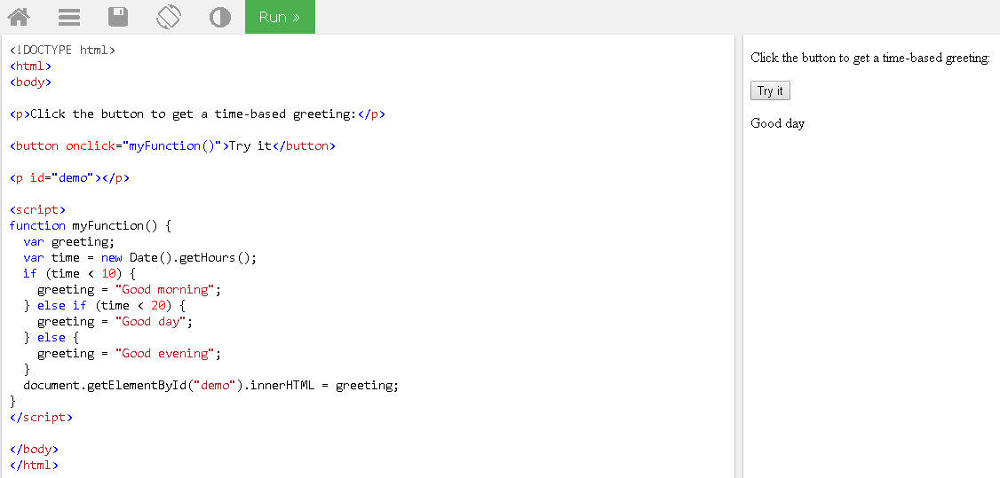 Run »
<!DOCTYPE html>
<html>
<body>
<p>Click the button to get a time-based greeting:</p>
<button onclick="myFunction()">Try it</button>
<p id="demo"></p>
<script>
function myFunction() {
  var greeting;
  var time = new Date().getHours();
  if (time < 10) {
    greeting = "Good morning";
  } else if (time < 20) {
    greeting = "Good day";
  } else {
    greeting = "Good evening";
  }
  document.getElementById("demo").innerHTML = greeting;
}
</script>
</body>
</html>
Click the button to get a time-based greeting:
Try it
Good day